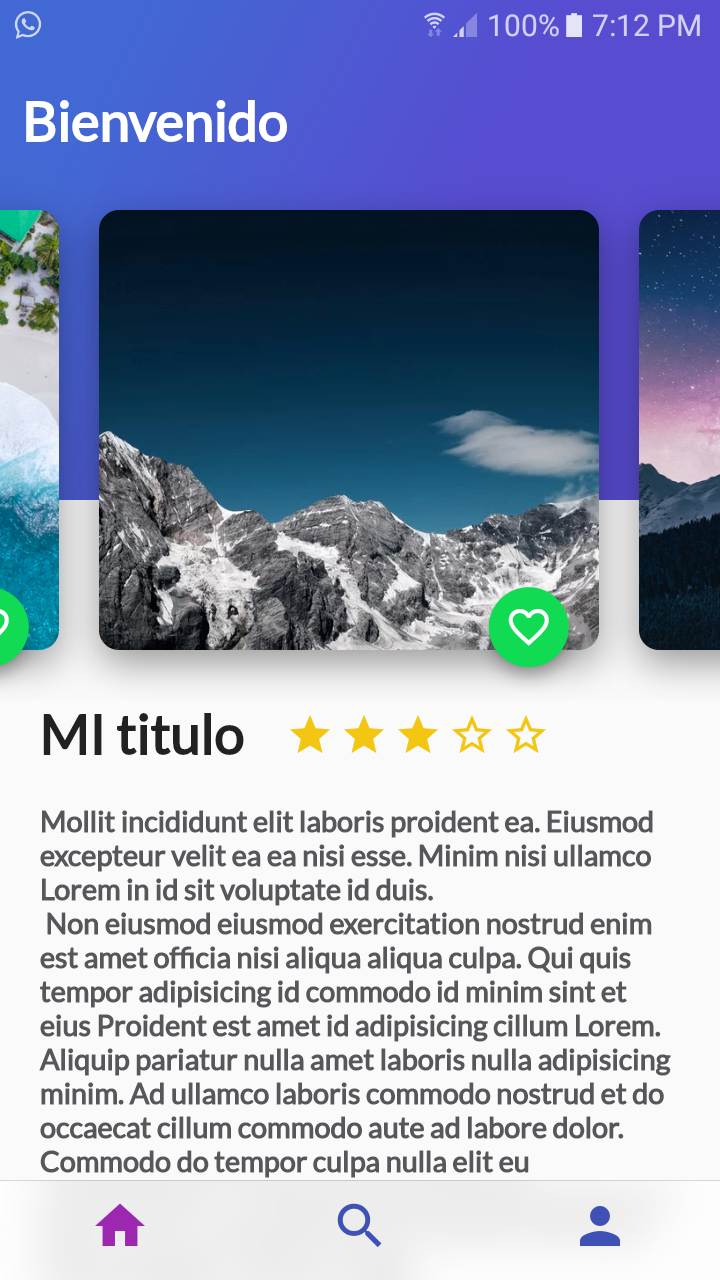 100% 7:12 PM
Bienvenido
MI titulo
Mollit incididunt elit laboris proident ea. Eiusmod
excepteur velit ea ea nisi esse. Minim nisi ullamco
Lorem in id sit voluptate id duis.
Non eiusmod eiusmod exercitation nostrud enim
est amet officia nisi aliqua aliqua culpa. Qui quis
tempor adipisicing id commodo id minim sint et
eius Proident est amet id adipisicing cillum Lorem.
Aliquip pariatur nulla amet laboris nulla adipisicing
minim. Ad ullamco laboris commodo nostrud et do
occaecat cillum commodo aute ad labore dolor.
Commodo do tempor culpa nulla elit eu